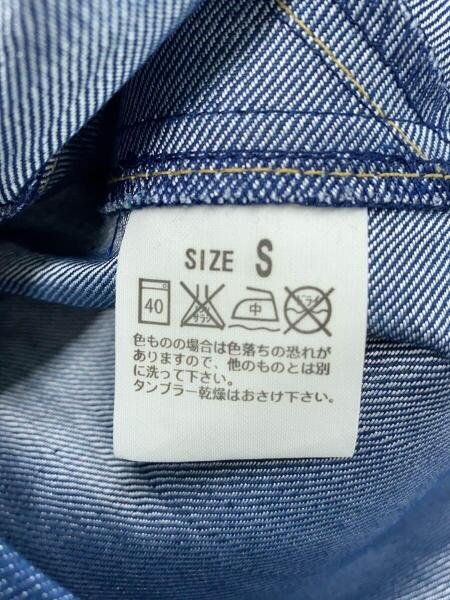 SIZE S
40 エンソ サラシ 中 ドライ
色ものの場合は色落ちの恐れが
ありますので、他のものとは別
に洗って下さい。
タンブラー乾燥はおさけ下さい。